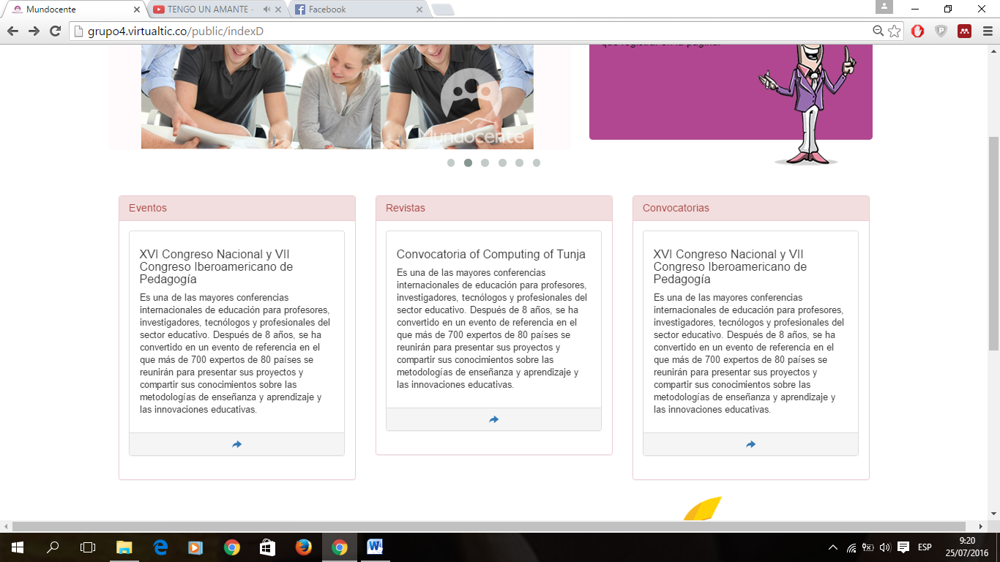 Mundocente
TENGO UN AMANTE -
Facebook
grupo4.virtualtic.co/public/indexD
que registrar en la página.
Mundocente
Eventos
XVI Congreso Nacional y VII
Congreso Iberoamericano de
Pedagogía
Es una de las mayores conferencias
internacionales de educación para profesores,
investigadores, tecnólogos y profesionales del
sector educativo. Después de 8 años, se ha
convertido en un evento de referencia en el
que más de 700 expertos de 80 países se
reunirán para presentar sus proyectos y
compartir sus conocimientos sobre las
metodologías de enseñanza y aprendizaje y
las innovaciones educativas.
Revistas
Convocatoria of Computing of Tunja
Es una de las mayores conferencias
internacionales de educación para profesores,
investigadores, tecnólogos y profesionales del
sector educativo. Después de 8 años, se ha
convertido en un evento de referencia en el
que más de 700 expertos de 80 países se
reunirán para presentar sus proyectos y
compartir sus conocimientos sobre las
metodologías de enseñanza y aprendizaje y
las innovaciones educativas.
Convocatorias
XVI Congreso Nacional y VII
Congreso Iberoamericano de
Pedagogía
Es una de las mayores conferencias
internacionales de educación para profesores,
investigadores, tecnólogos y profesionales del
sector educativo. Después de 8 años, se ha
convertido en un evento de referencia en el
que más de 700 expertos de 80 países se
reunirán para presentar sus proyectos y
compartir sus conocimientos sobre las
metodologías de enseñanza y aprendizaje y
las innovaciones educativas.
ESP
9:20
25/07/2016